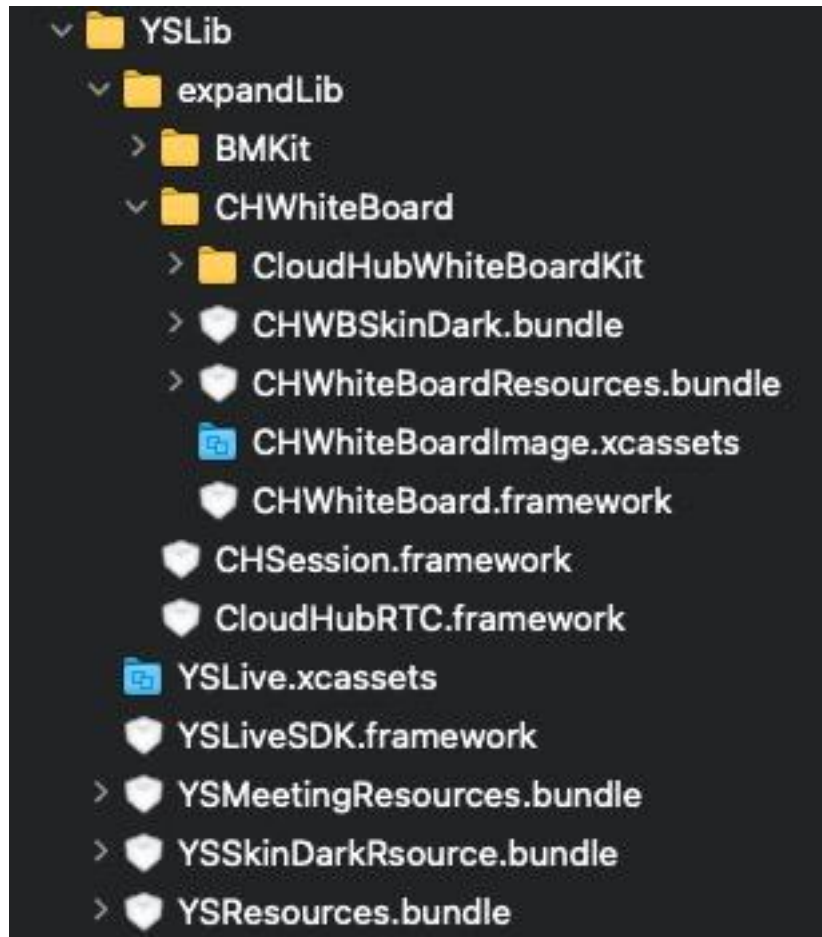 YSLib
expandLib
BMKit
CHWhiteBoard
CloudHubWhiteBoardKit
CHWBSkinDark.bundle
CHWhiteBoardResources.bundle
CHWhiteBoardImage.xcassets
CHWhiteBoard.framework
CHSession.framework
CloudHubRTC.framework
YSLive.xcassets
YSLiveSDK.framework
YSMeetingResources.bundle
YSSkinDarkRsource.bundle
YSResources.bundle